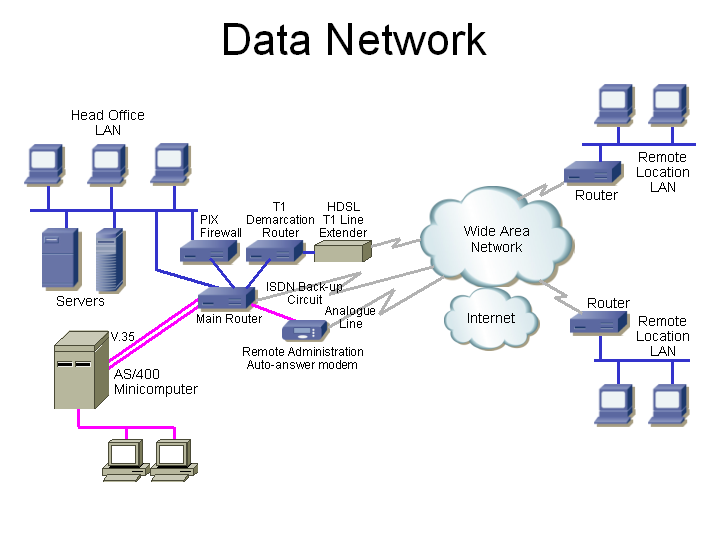 Data Network
Head Office
LAN
Remote
Location
LAN
Router
T1
Demarcation
Router
HDSL
T1 Line
Extender
PIX
Firewall
Wide Area
Network
Servers
ISDN Back-up
Circuit
Main Router
Analogue
Line
Internet
Router
Remote
Location
LAN
V.35
Remote Administration
Auto-answer modem
AS/400
Minicomputer